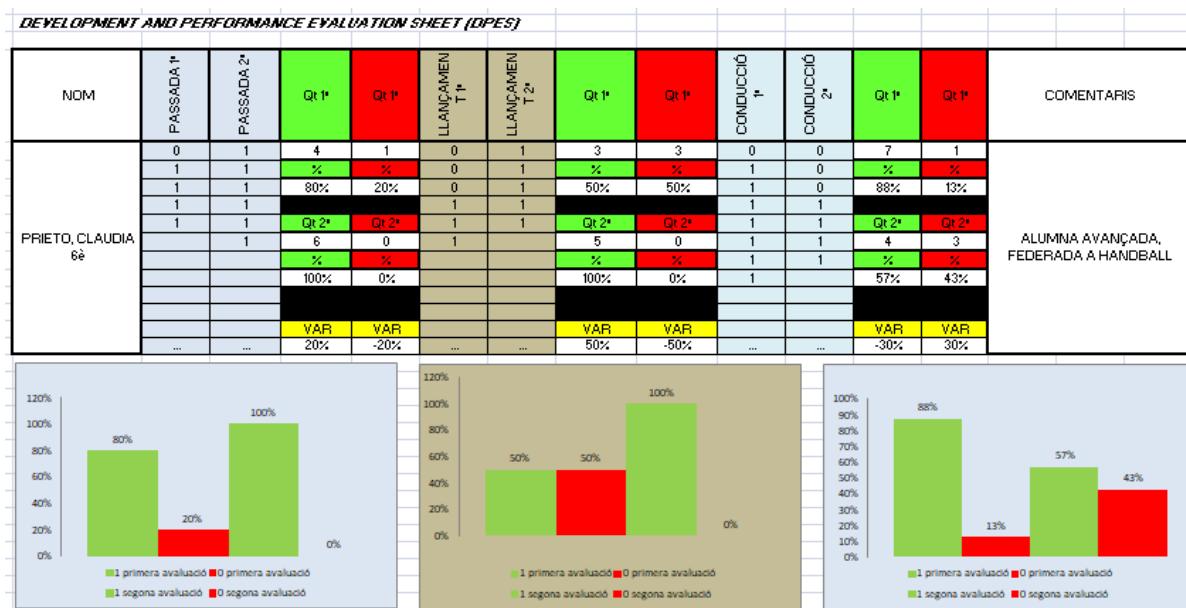 DEVELOPMENT AND PERFORMANCE EVALUATION SHEET (DPES)
NOM PASSADA 1ª PASSADA 2ª Qt 1ª Qt 1ª LLANÇAMEN T 1ª LLANÇAMEN T 2ª Qt 1ª Qt 1ª CONDUCCIÓ 1ª CONDUCCIÓ 2ª Qt 1ª Qt 1ª COMENTARIS
0 1 4 1 0 1 3 3 0 0 7 1
1 1 % % 0 1 % % 1 0 % %
1 1 80% 20% 0 1 50% 50% 1 0 88% 13%
1 1 1 1 1 1
1 1 Qt 2ª Qt 2ª 1 1 Qt 2ª Qt 2ª 1 1 Qt 2ª Qt 2ª
PRIETO, CLAUDIA
6è
1 6 0 1 5 0 1 1 4 3
% % % % 1 1 % %
100% 0% 100% 0% 1 57% 43%
ALUMNA AVANÇADA,
FEDERADA A HANDBALL
VAR VAR VAR VAR VAR VAR
... ... 20% -20% ... ... 50% -50% ... ... -30% 30%
120%
100%
80%
60%
40%
20%
0%
80%
20%
100%
0%
1 primera avaluació 0 primera avaluació
1 segona avaluació 0 segona avaluació
120%
100%
80%
60%
40%
20%
0%
50%
50%
100%
0%
1 primera avaluació 0 primera avaluació
1 segona avaluació 0 segona avaluació
100%
90%
80%
70%
60%
50%
40%
30%
20%
10%
0%
88%
13%
57%
43%
1 primera avaluació 0 primera avaluació
1 segona avaluació 0 segona avaluació